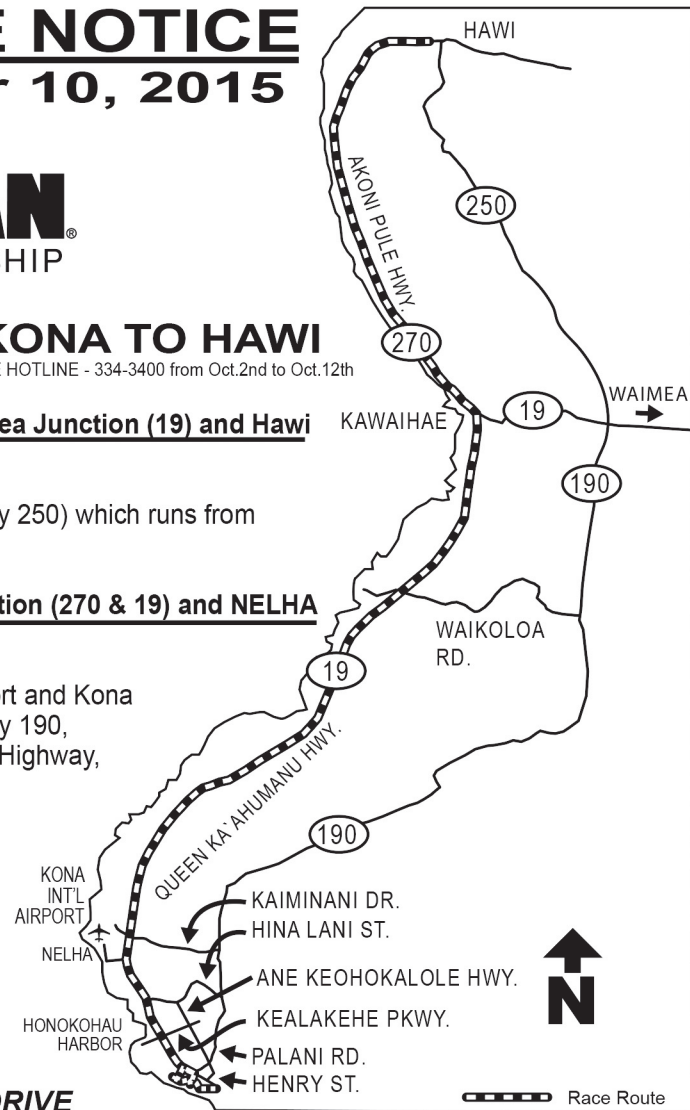 E NOTICE
r 10, 2015
AN®
SHIP
KONA TO HAWI
E HOTLINE - 334-3400 from Oct.2nd to Oct.12th
ea Junction (19) and Hawi
y 250) which runs from
tion (270 & 19) and NELHA
rt and Kona
y 190,
Highway,
DRIVE
HAWI
250
AKONI PULE HWY.
270
WAIMEA
19
KAWAIHAE
190
WAIKOLOA
RD.
19
QUEEN KA`AHUMANU HWY.
190
KONA
INT'L
AIRPORT
NELHA
KAIMINANI DR.
HINA LANI ST.
ANE KEOHOKALOLE HWY.
KEALAKEHE PKWY.
HONOKOHAU
HARBOR
PALANI RD.
HENRY ST.
N
Race Route